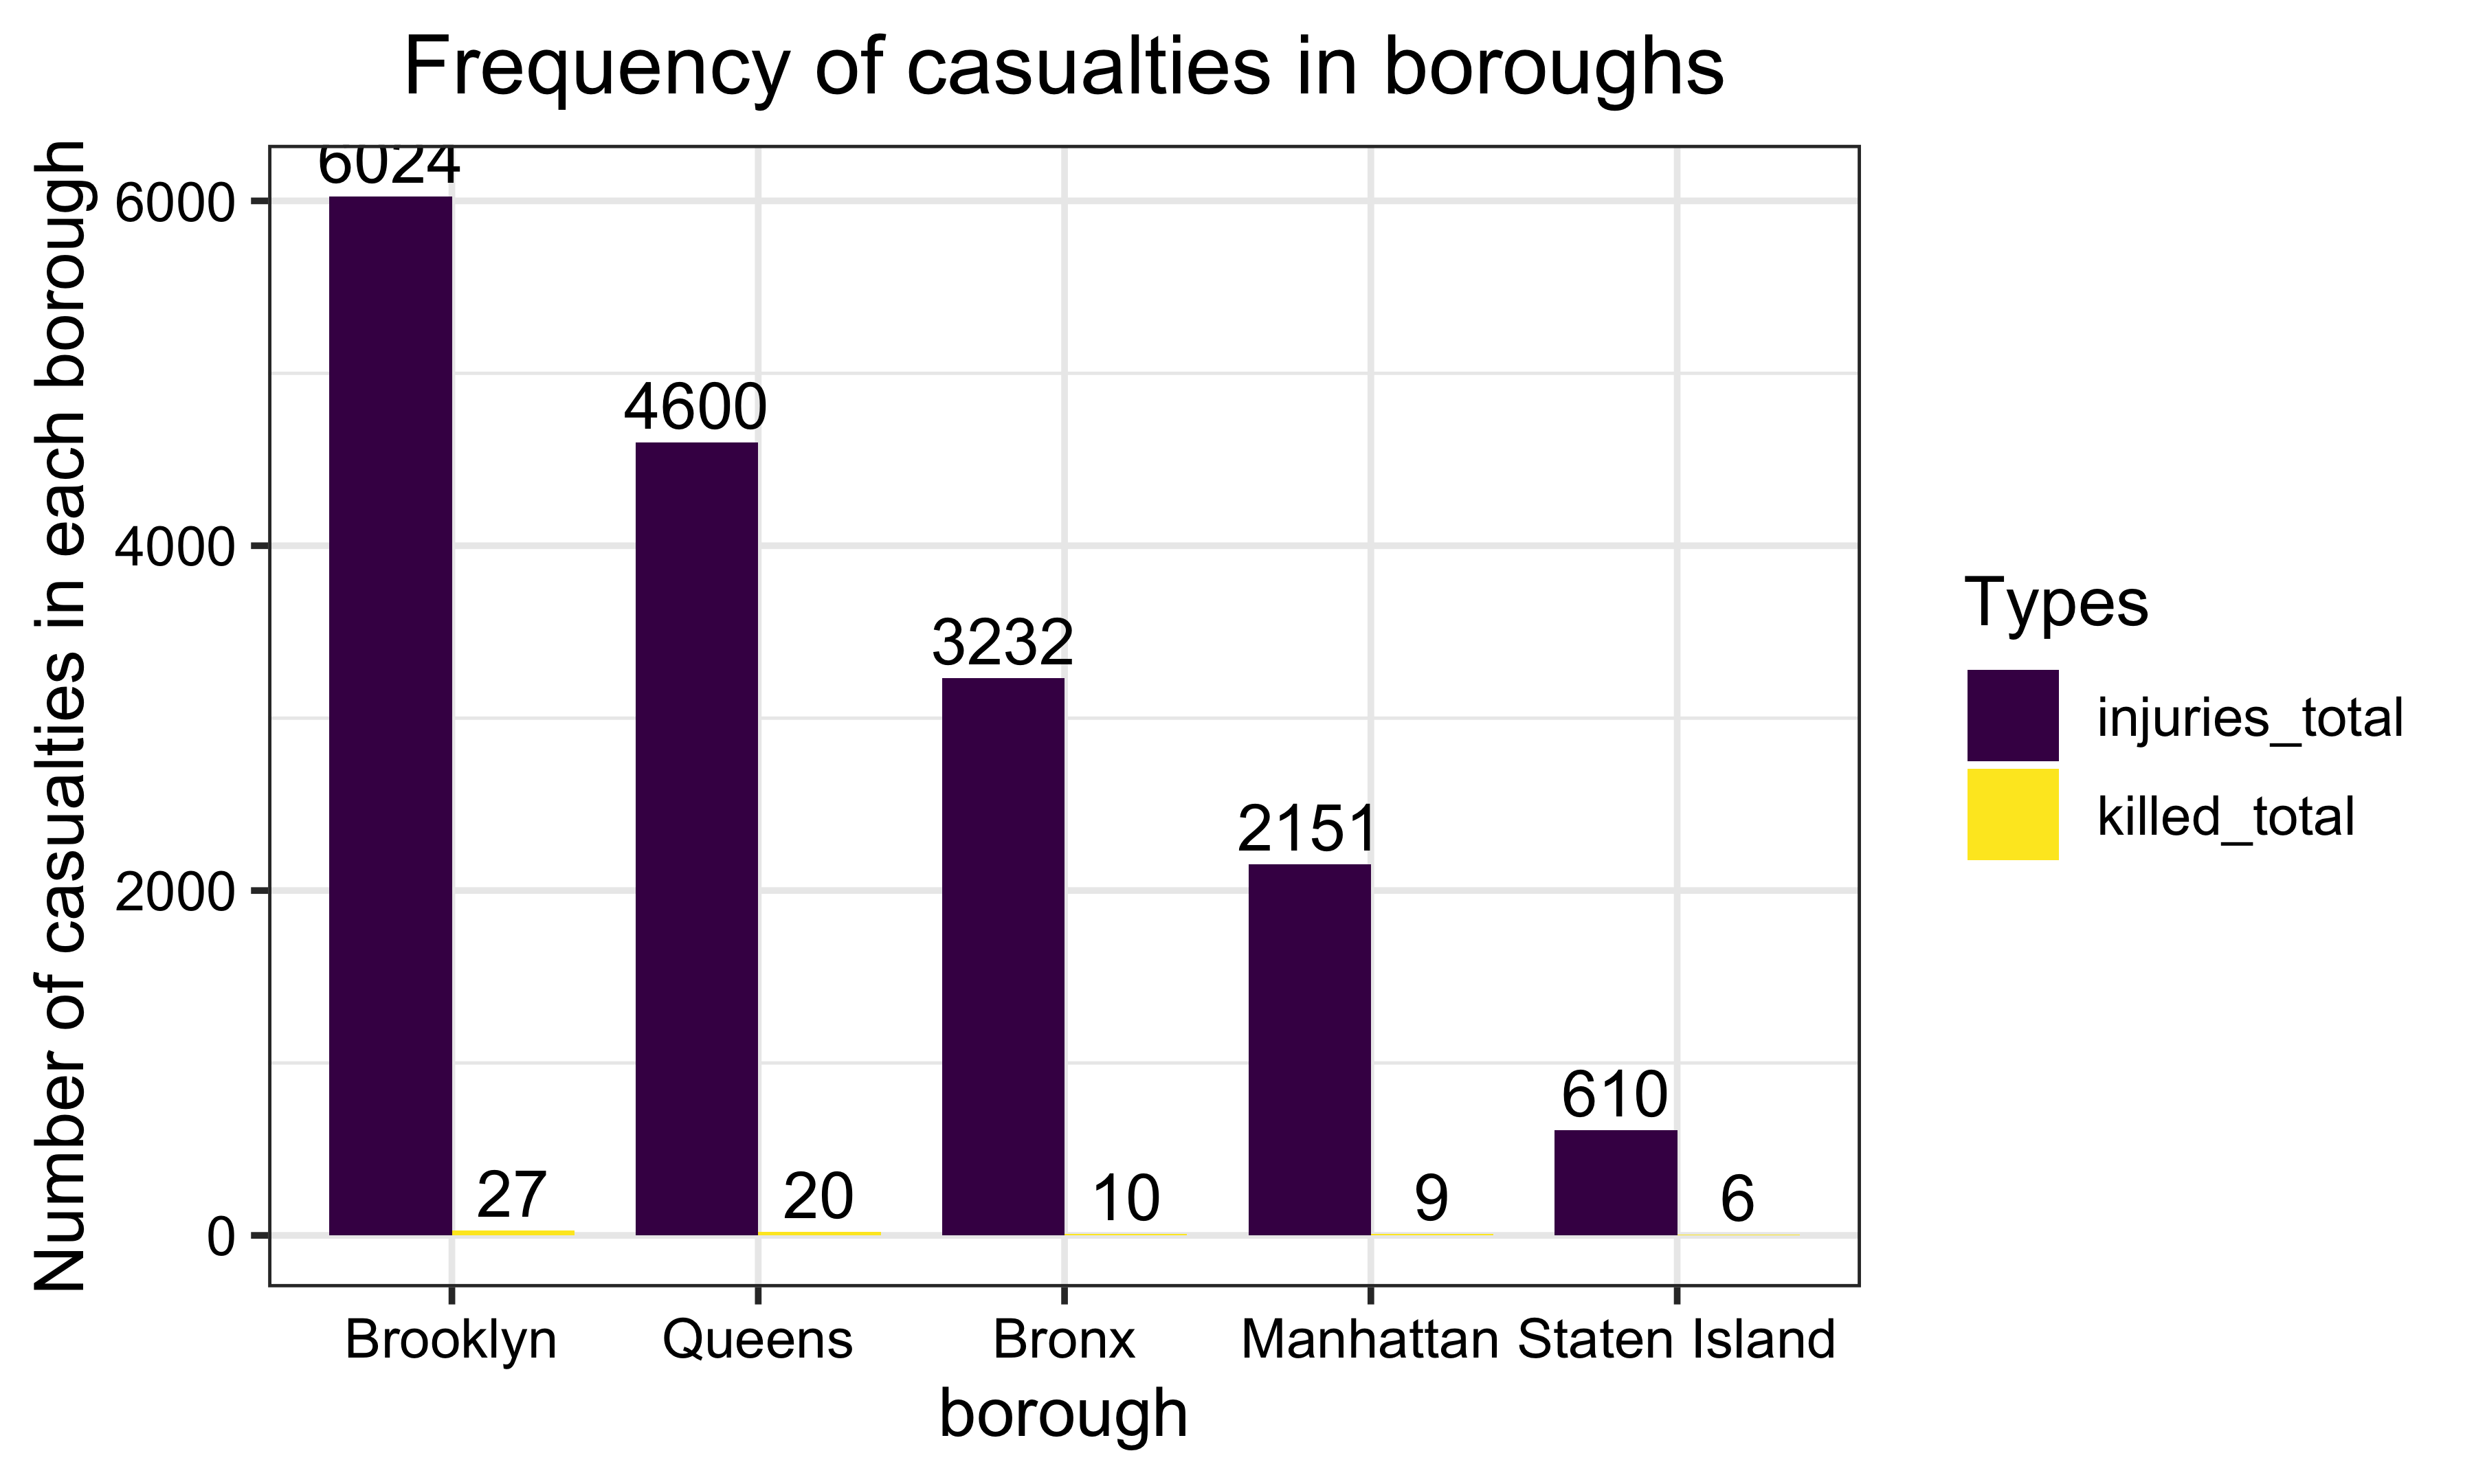 Frequency of casualties in boroughs
Number of casualties in each borough
6000
4000
2000
0
6024
4600
3232
2151
610
27
20
10
9
6
Brooklyn
Queens
Bronx
Manhattan
Staten Island
borough
Types
injuries_total
killed_total